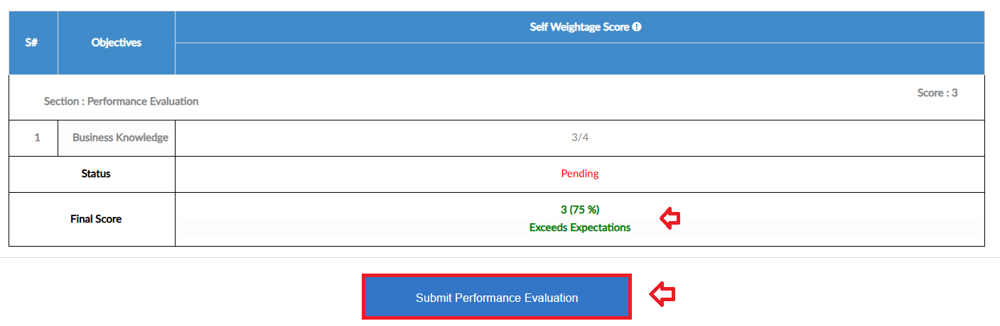 S#
Objectives
Self Weightage Score
Section : Performance Evaluation
Score : 3
1
Business Knowledge
3/4
Status
Pending
Final Score
3 (75 %)
Exceeds Expectations
Submit Performance Evaluation